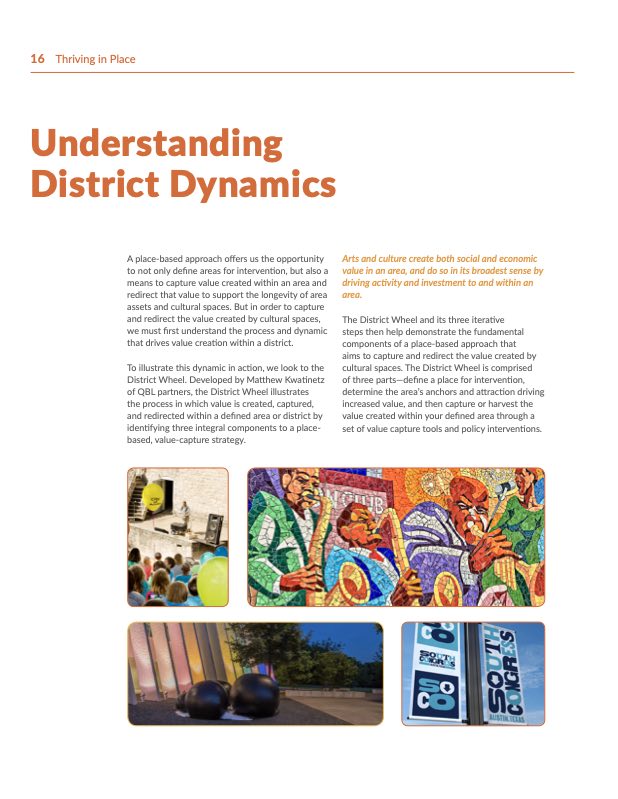 16 Thriving in Place
Understanding
District Dynamics
A place-based approach offers us the opportunity
to not only define areas for intervention, but also a
means to capture value created within an area and
redirect that value to support the longevity of area
assets and cultural spaces. But in order to capture
and redirect the value created by cultural spaces,
we must first understand the process and dynamic
that drives value creation within a district.
To illustrate this dynamic in action, we look to the
District Wheel. Developed by Matthew Kwatinetz
of QBL partners, the District Wheel illustrates
the process in which value is created, captured,
and redirected within a defined area or district by
identifying three integral components to a place-
based, value-capture strategy.
Arts and culture create both social and economic
value in an area, and do so in its broadest sense by
driving activity and investment to and within an
area.
The District Wheel and its three iterative
steps then help demonstrate the fundamental
components of a place-based approach that
aims to capture and redirect the value created by
cultural spaces. The District Wheel is comprised
of three parts—define a place for intervention,
determine the area's anchors and attraction driving
increased value, and then capture or harvest the
value created within your defined area through a
set of value capture tools and policy interventions.
SOUTH
CONGRESS
SOUTH
CONGRESS
AUSTIN, TEXAS